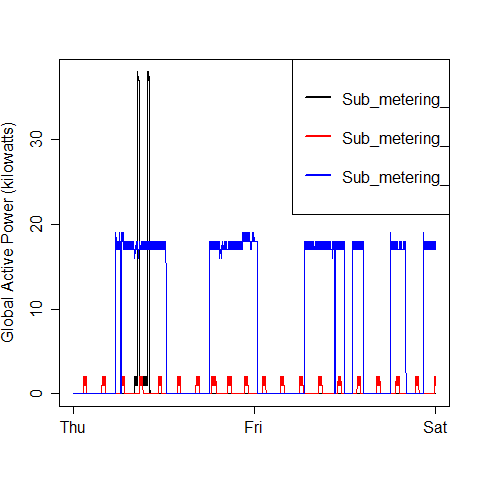 Global Active Power (kilowatts)
30
20
10
0
Sub_metering_
Sub_metering_
Sub_metering_
Thu
Fri
Sat